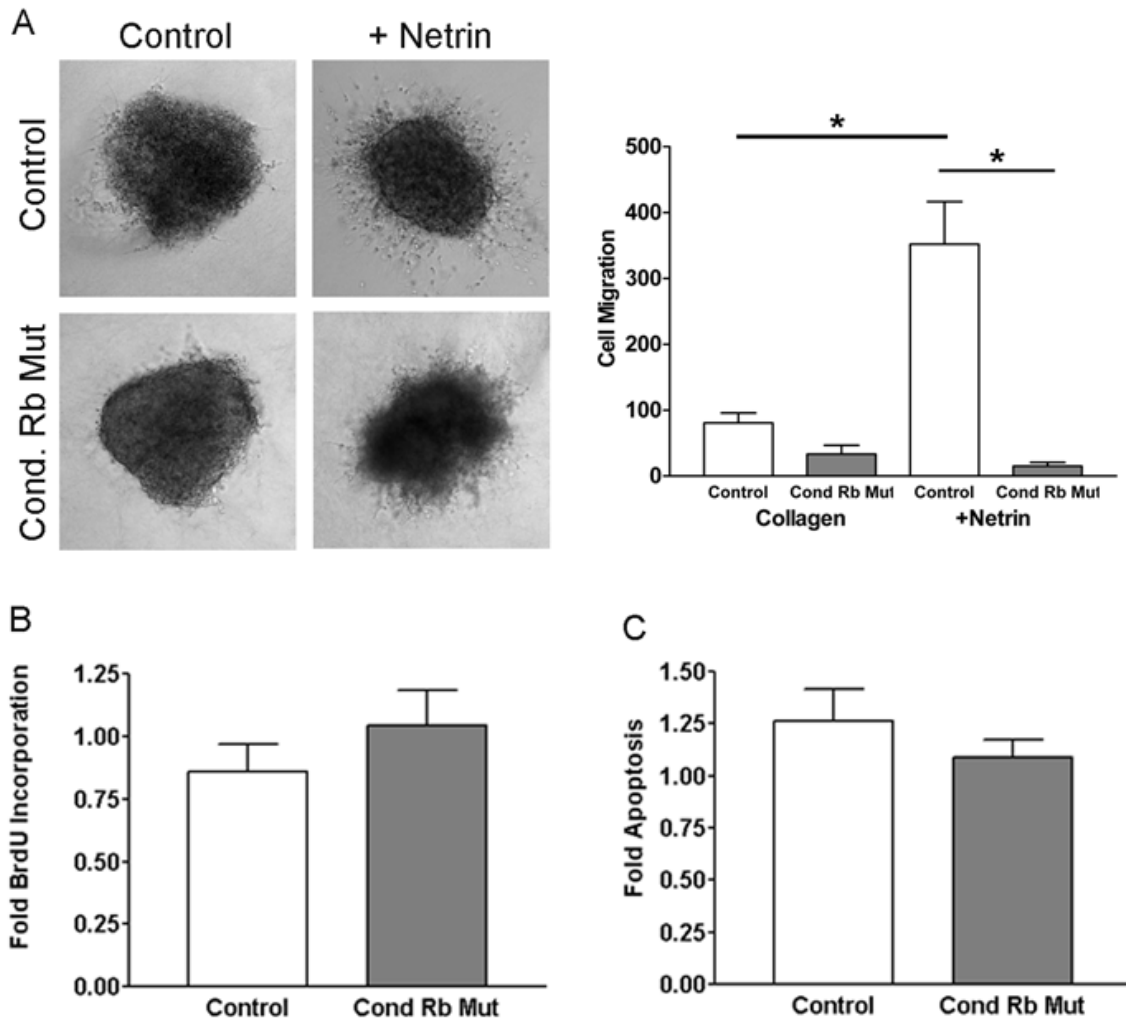 A
Control
+ Netrin
Control
Cond. Rb Mut
*
*
500
400
300
200
100
0
Cell Migration
Control Cond Rb Mut Control Cond Rb Mut
Collagen +Netrin
B
1.25
1.00
0.75
0.50
0.25
0.00
Fold BrdU Incorporation
Control Cond Rb Mut
C
1.50
1.25
1.00
0.75
0.50
0.25
0.00
Fold Apoptosis
Control Cond Rb Mut